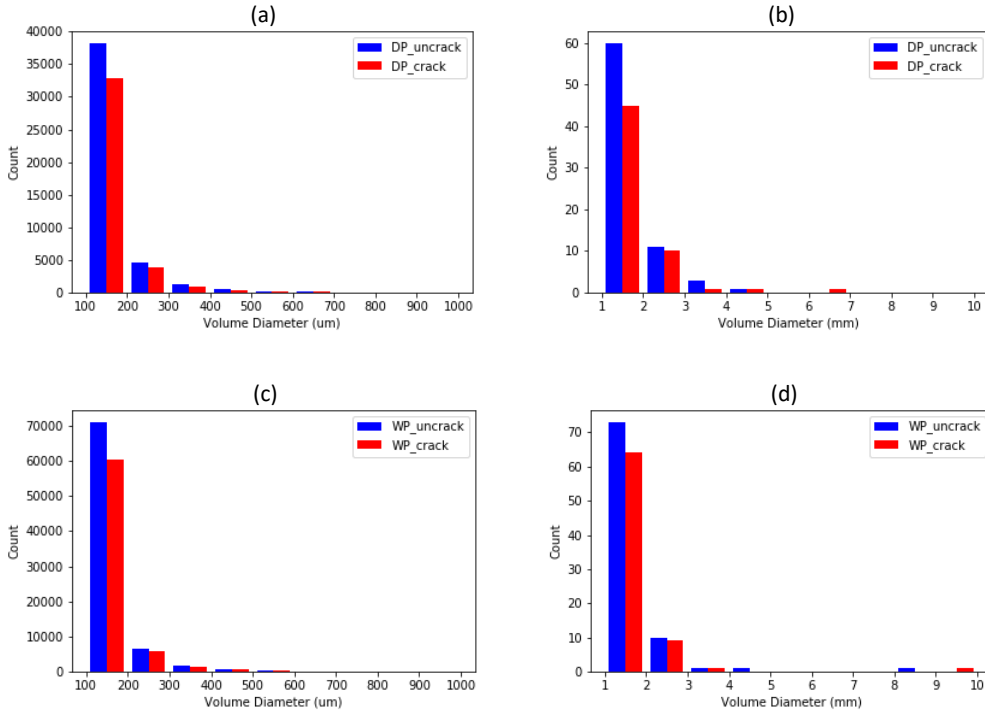 (a)
40000
35000
30000
25000
20000
15000
10000
5000
0
Count
DP_uncrack
DP_crack
100 200 300 400 500 600 700 800 900 1000
Volume Diameter (um)
(b)
60
50
40
30
20
10
0
Count
DP_uncrack
DP_crack
1 2 3 4 5 6 7 8 9 10
Volume Diameter (mm)
(c)
70000
60000
50000
40000
30000
20000
10000
0
Count
WP_uncrack
WP_crack
100 200 300 400 500 600 700 800 900 1000
Volume Diameter (um)
(d)
70
60
50
40
30
20
10
0
Count
WP_uncrack
WP_crack
1 2 3 4 5 6 7 8 9 10
Volume Diameter (mm)